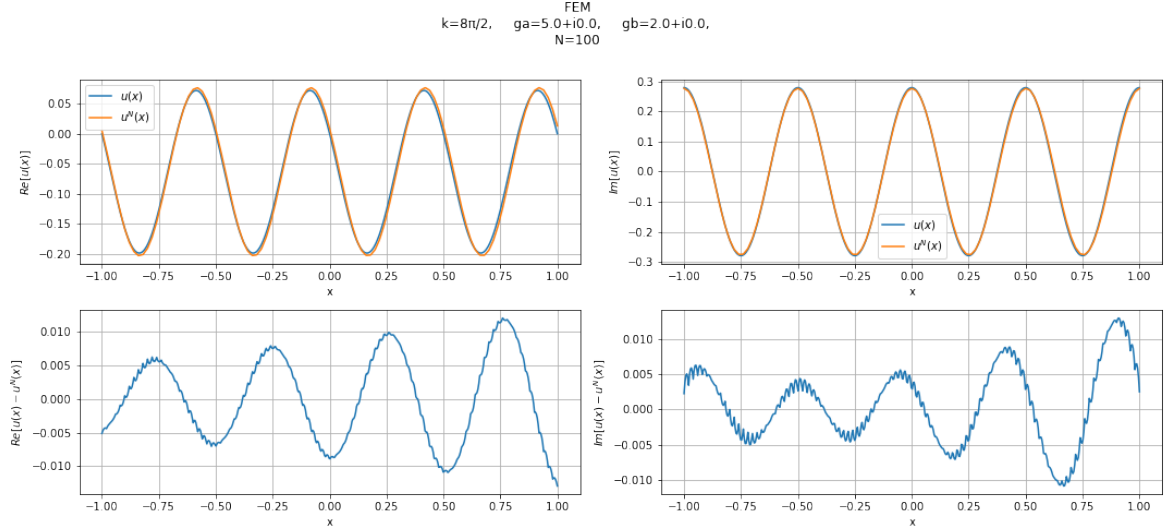 FEM
k=8π/2, ga=5.0+i0.0, gb=2.0+i0.0,
N=100
0.05
0.00
−0.05
−0.10
−0.15
−0.20
Re[u(x)]
u(x)
u^N(x)
−1.00 −0.75 −0.50 −0.25 0.00 0.25 0.50 0.75 1.00
x
0.3
0.2
0.1
0.0
−0.1
−0.2
−0.3
Im[u(x)]
u(x)
u^N(x)
−1.00 −0.75 −0.50 −0.25 0.00 0.25 0.50 0.75 1.00
x
0.010
0.005
0.000
−0.005
−0.010
Re[u(x) − u^N(x)]
−1.00 −0.75 −0.50 −0.25 0.00 0.25 0.50 0.75 1.00
x
0.010
0.005
0.000
−0.005
−0.010
Im[u(x) − u^N(x)]
−1.00 −0.75 −0.50 −0.25 0.00 0.25 0.50 0.75 1.00
x